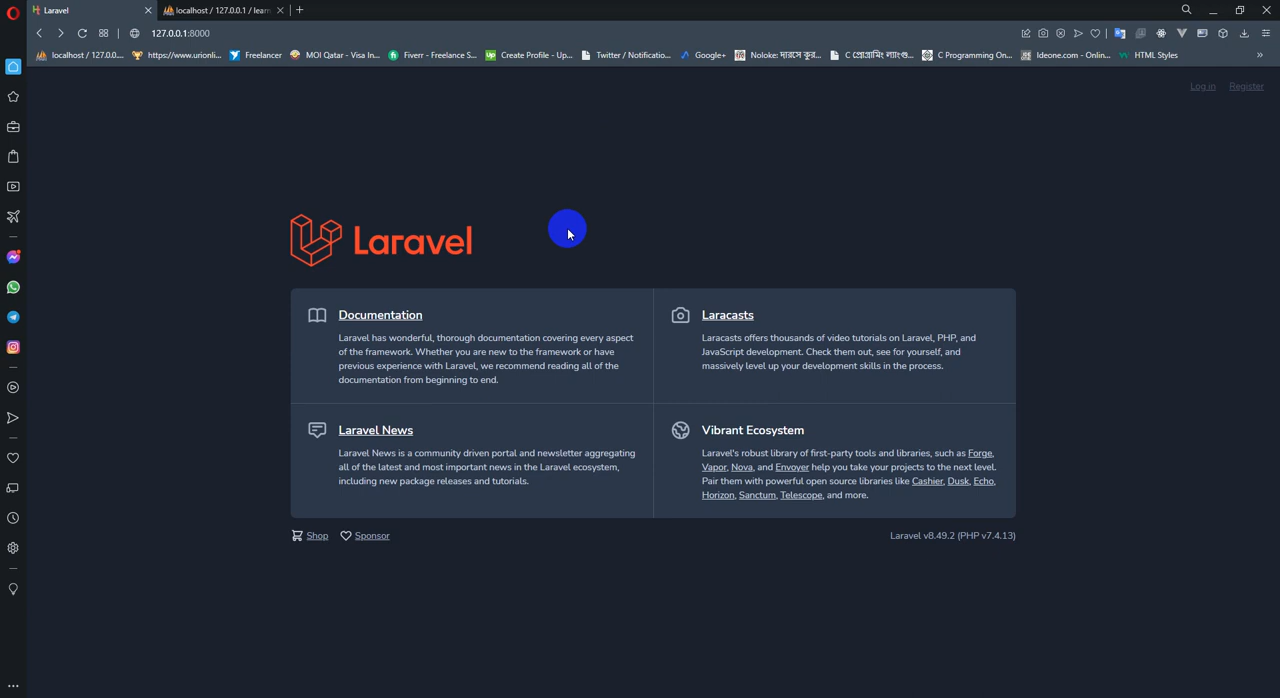 Laravel
localhost / 127.0.0.1 / learn
127.0.0.1:8000
localhost / 127.0.0....
https://www.urionli...
Freelancer
MOI Qatar - Visa In...
Fiverr - Freelance S...
Create Profile - Up...
Twitter / Notificatio...
Google+
Noloke: দারসে কুর...
C প্রোগ্রামিং ল্যাংগু...
C Programming On...
Ideone.com - Onlin...
HTML Styles
Log in Register
Laravel
Documentation
Laravel has wonderful, thorough documentation covering every aspect
of the framework. Whether you are new to the framework or have
previous experience with Laravel, we recommend reading all of the
documentation from beginning to end.
Laracasts
Laracasts offers thousands of video tutorials on Laravel, PHP, and
JavaScript development. Check them out, see for yourself, and
massively level up your development skills in the process.
Laravel News
Laravel News is a community driven portal and newsletter aggregating
all of the latest and most important news in the Laravel ecosystem,
including new package releases and tutorials.
Vibrant Ecosystem
Laravel's robust library of first-party tools and libraries, such as Forge,
Vapor, Nova, and Envoyer help you take your projects to the next level.
Pair them with powerful open source libraries like Cashier, Dusk, Echo,
Horizon, Sanctum, Telescope, and more.
Shop Sponsor
Laravel v8.49.2 (PHP v7.4.13)